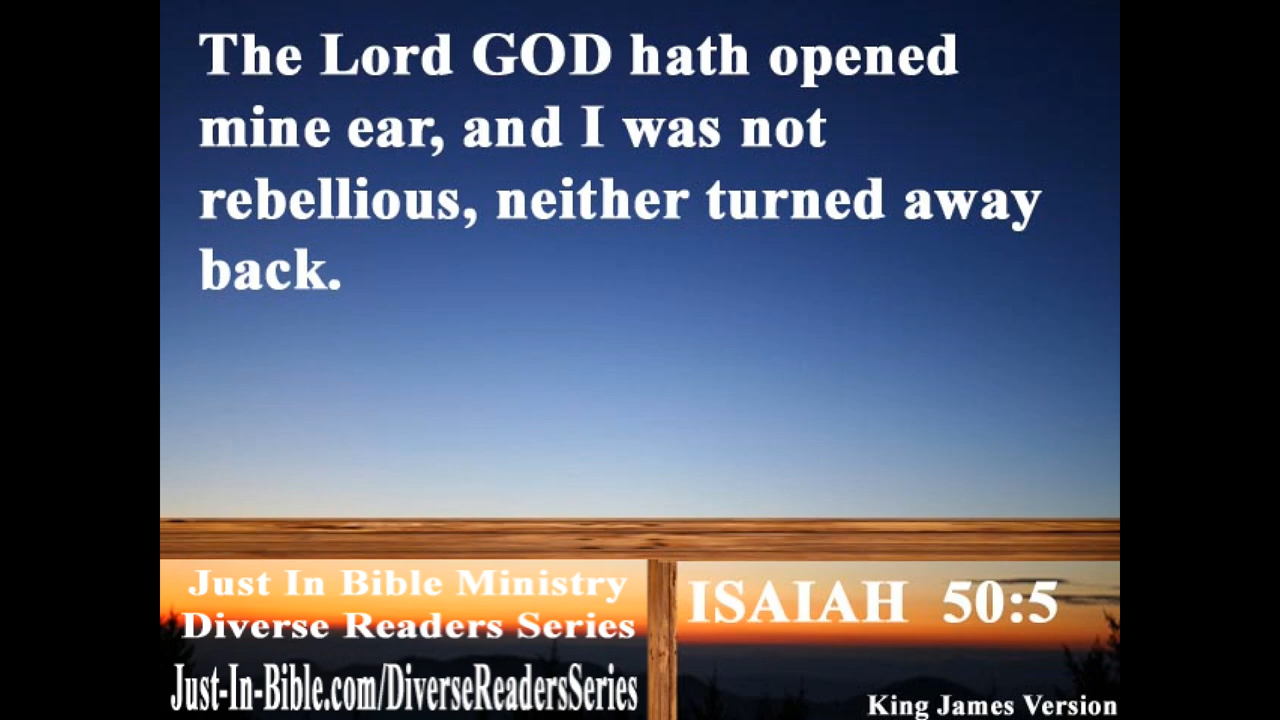 The Lord GOD hath opened
mine ear, and I was not
rebellious, neither turned away
back.
Just In Bible Ministry
Diverse Readers Series
Just-In-Bible.com/DiverseReadersSeries
ISAIAH 50:5
King James Version